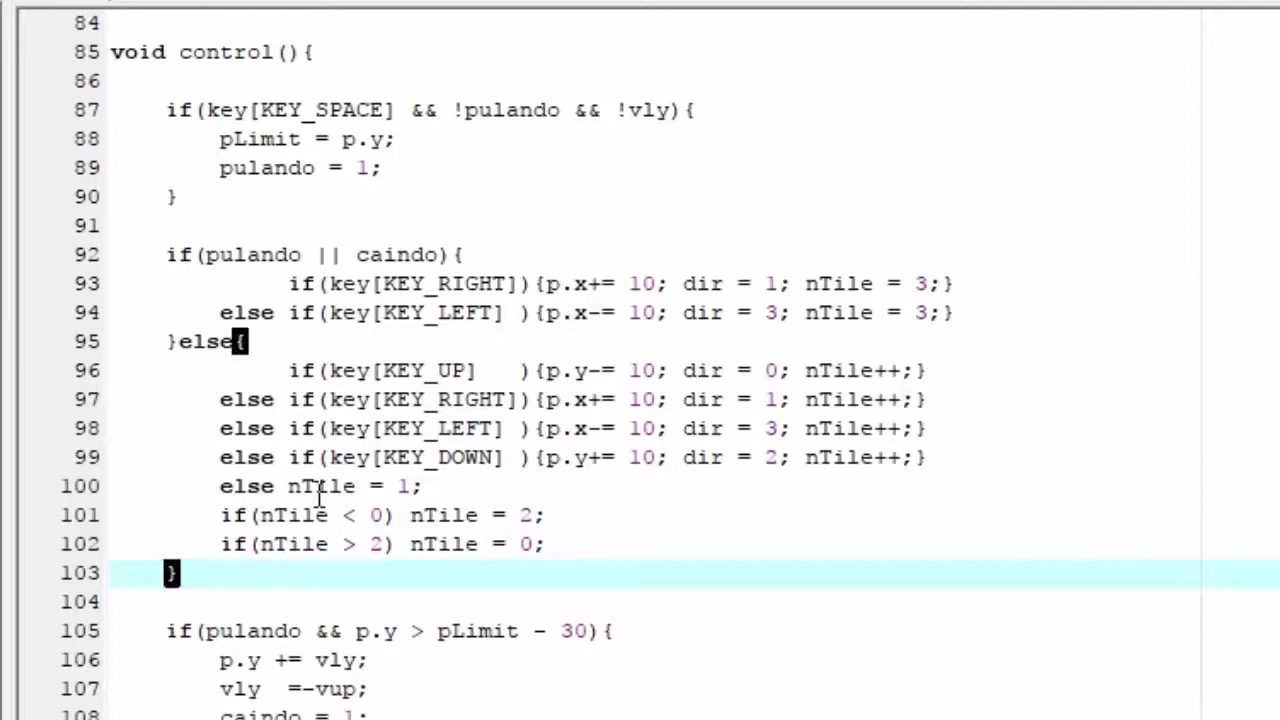 84
85 void control(){
86
87 if(key[KEY_SPACE] && !pulando && !vly){
88 pLimit = p.y;
89 pulando = 1;
90 }
91
92 if(pulando || caindo){
93 if(key[KEY_RIGHT]){p.x+= 10; dir = 1; nTile = 3;}
94 else if(key[KEY_LEFT] ){p.x-= 10; dir = 3; nTile = 3;}
95 }else{
96 if(key[KEY_UP]   ){p.y-= 10; dir = 0; nTile++;}
97 else if(key[KEY_RIGHT]){p.x+= 10; dir = 1; nTile++;}
98 else if(key[KEY_LEFT] ){p.x-= 10; dir = 3; nTile++;}
99 else if(key[KEY_DOWN] ){p.y+= 10; dir = 2; nTile++;}
100 else nTile = 1;
101 if(nTile < 0) nTile = 2;
102 if(nTile > 2) nTile = 0;
103 }
104
105 if(pulando && p.y > pLimit - 30){
106 p.y += vly;
107 vly  =-vup;
108 caindo = 1;